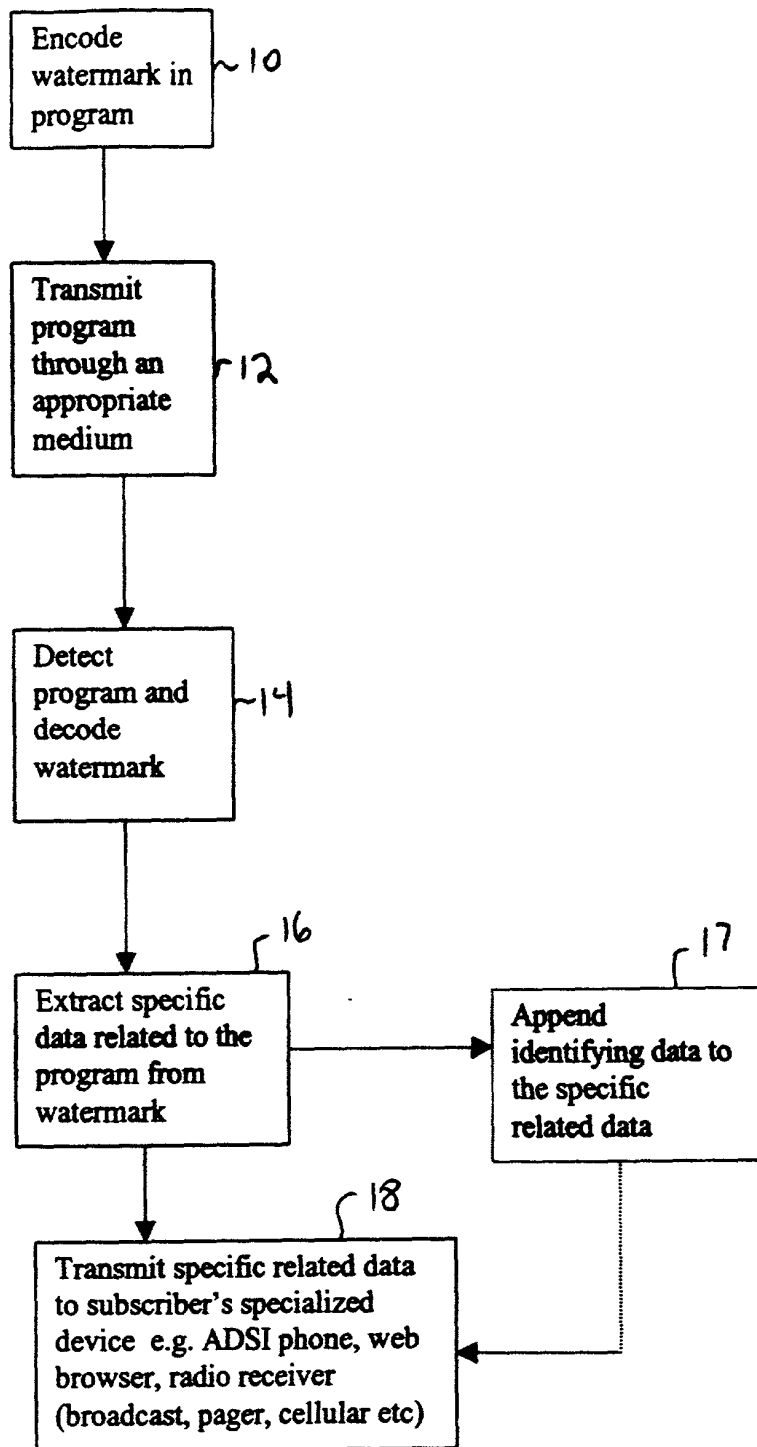 Encode
watermark in
program
10
Transmit
program
through an
appropriate
medium
12
Detect
program and
decode
watermark
14
16
Extract specific
data related to the
program from
watermark
17
Append
identifying data to
the specific
related data
18
Transmit specific related data
to subscriber's specialized
device e.g. ADSI phone, web
browser, radio receiver
(broadcast, pager, cellular etc)